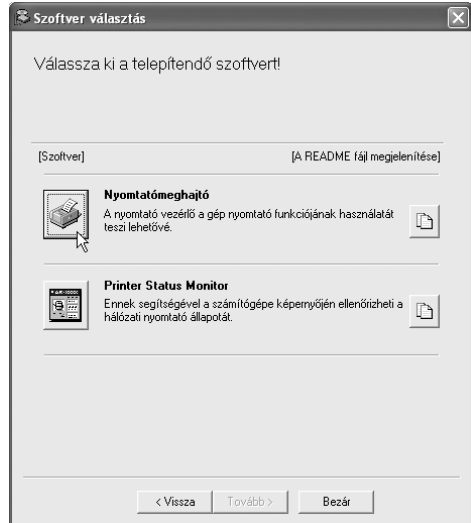 Szoftver választás
Válassza ki a telepítendő szoftvert!
[Szoftver] [A README fájl megjelenítése]
Nyomtatómeghajtó
A nyomtató vezérlő a gép nyomtató funkciójának használatát
teszi lehetővé.
Printer Status Monitor
Ennek segítségével a számítógépe képernyőjén ellenőrizheti a
hálózati nyomtató állapotát.
< Vissza Tovább > Bezár